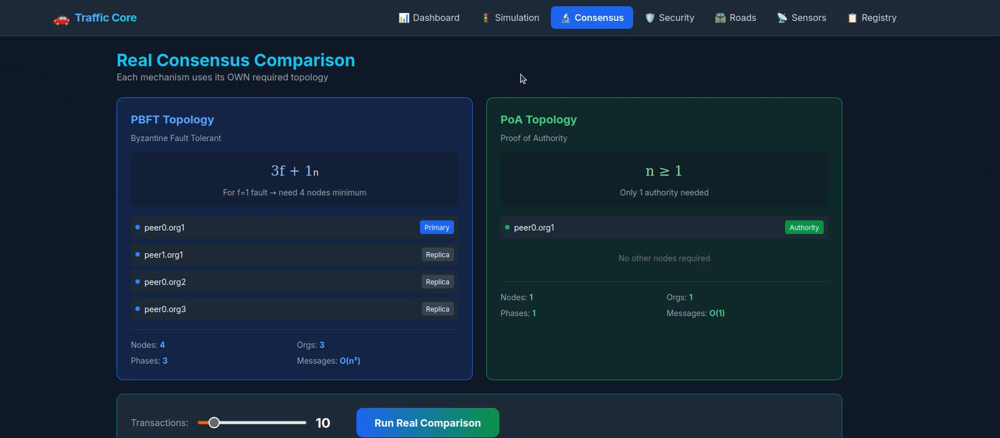 Traffic Core
Dashboard
Simulation
Consensus
Security
Roads
Sensors
Registry
Real Consensus Comparison
Each mechanism uses its OWN required topology
PBFT Topology
Byzantine Fault Tolerant
3f + 1n
For f=1 fault → need 4 nodes minimum
peer0.org1 Primary
peer1.org1 Replica
peer0.org2 Replica
peer0.org3 Replica
Nodes: 4 Orgs: 3
Phases: 3 Messages: O(n²)
PoA Topology
Proof of Authority
n ≥ 1
Only 1 authority needed
peer0.org1 Authority
No other nodes required
Nodes: 1 Orgs: 1
Phases: 1 Messages: O(1)
Transactions: 10 Run Real Comparison